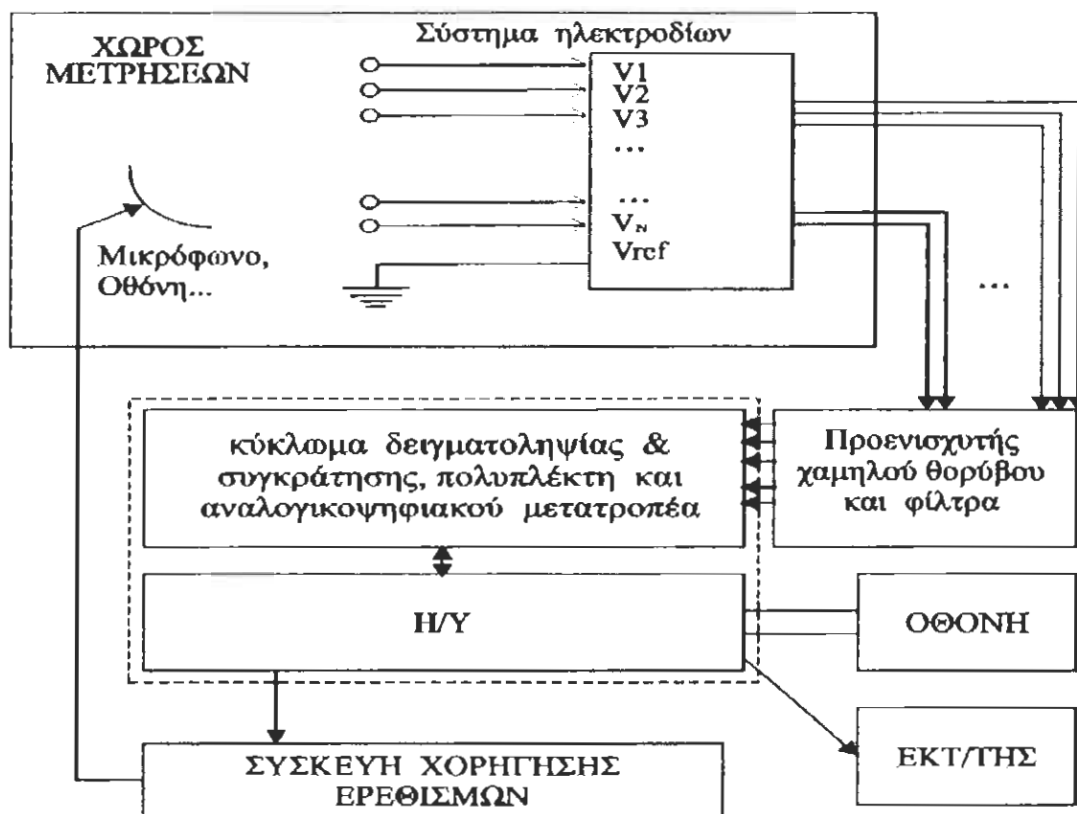 ΧΩΡΟΣ
ΜΕΤΡΗΣΕΩΝ
Σύστημα ηλεκτροδίων
V1
V2
V3
...
...
VN
Vref
Μικρόφωνο,
Οθόνη...
...
κύκλωμα δειγματοληψίας &
συγκράτησης, πολυπλέκτη και
αναλογικοψηφιακού μετατροπέα
Προενισχυτής
χαμηλού θορύβου
και φίλτρα
Η/Υ
ΟΘΟΝΗ
ΕΚΤ/ΤΗΣ
ΣΥΣΚΕΥΗ ΧΟΡΗΓΗΣΗΣ
ΕΡΕΘΙΣΜΩΝ